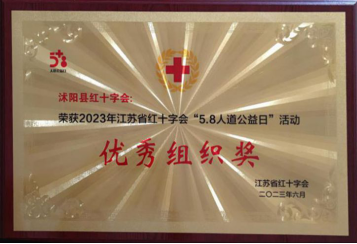 5.8
沭阳县红十字会:
荣获2023年江苏省红十字会“5.8人道公益日”活动
优秀组织奖
江苏省红十字会
二〇二三年六月